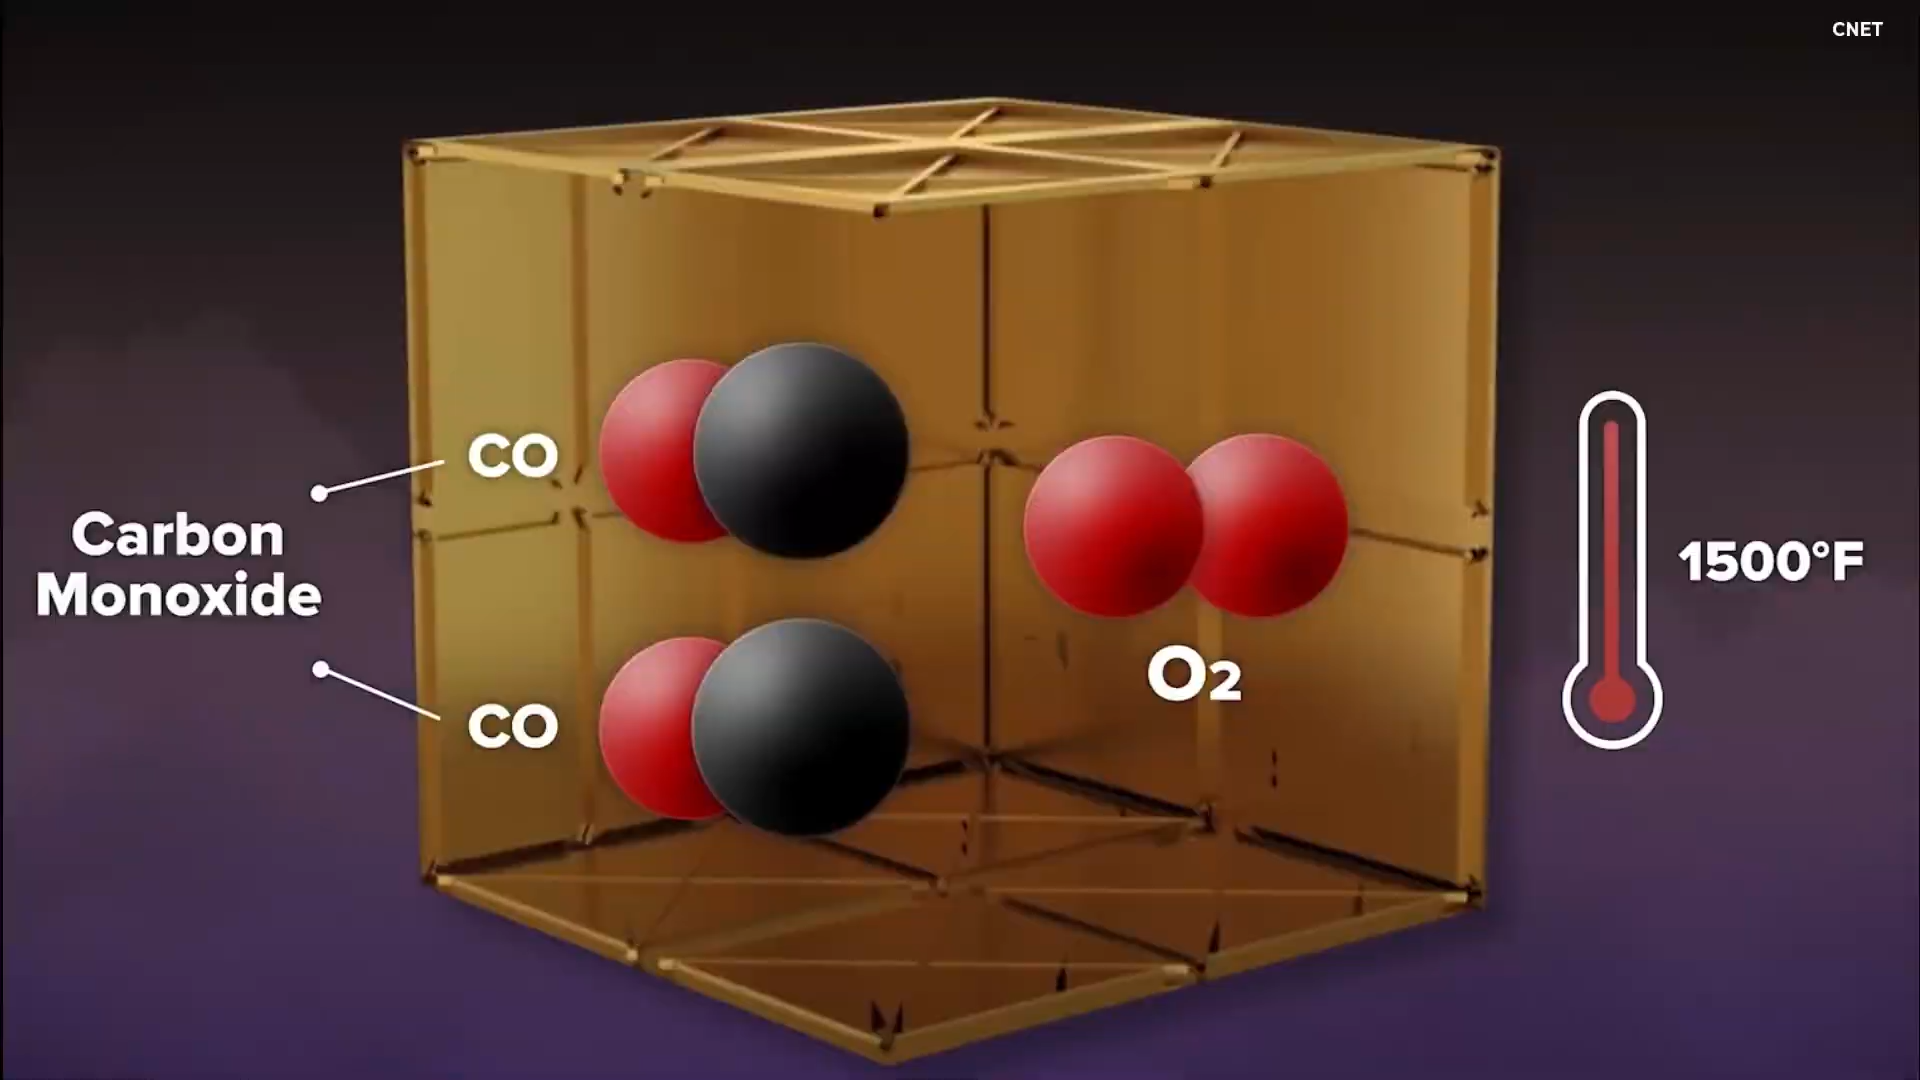 CNET
CO
Carbon
Monoxide
CO
O2
1500°F